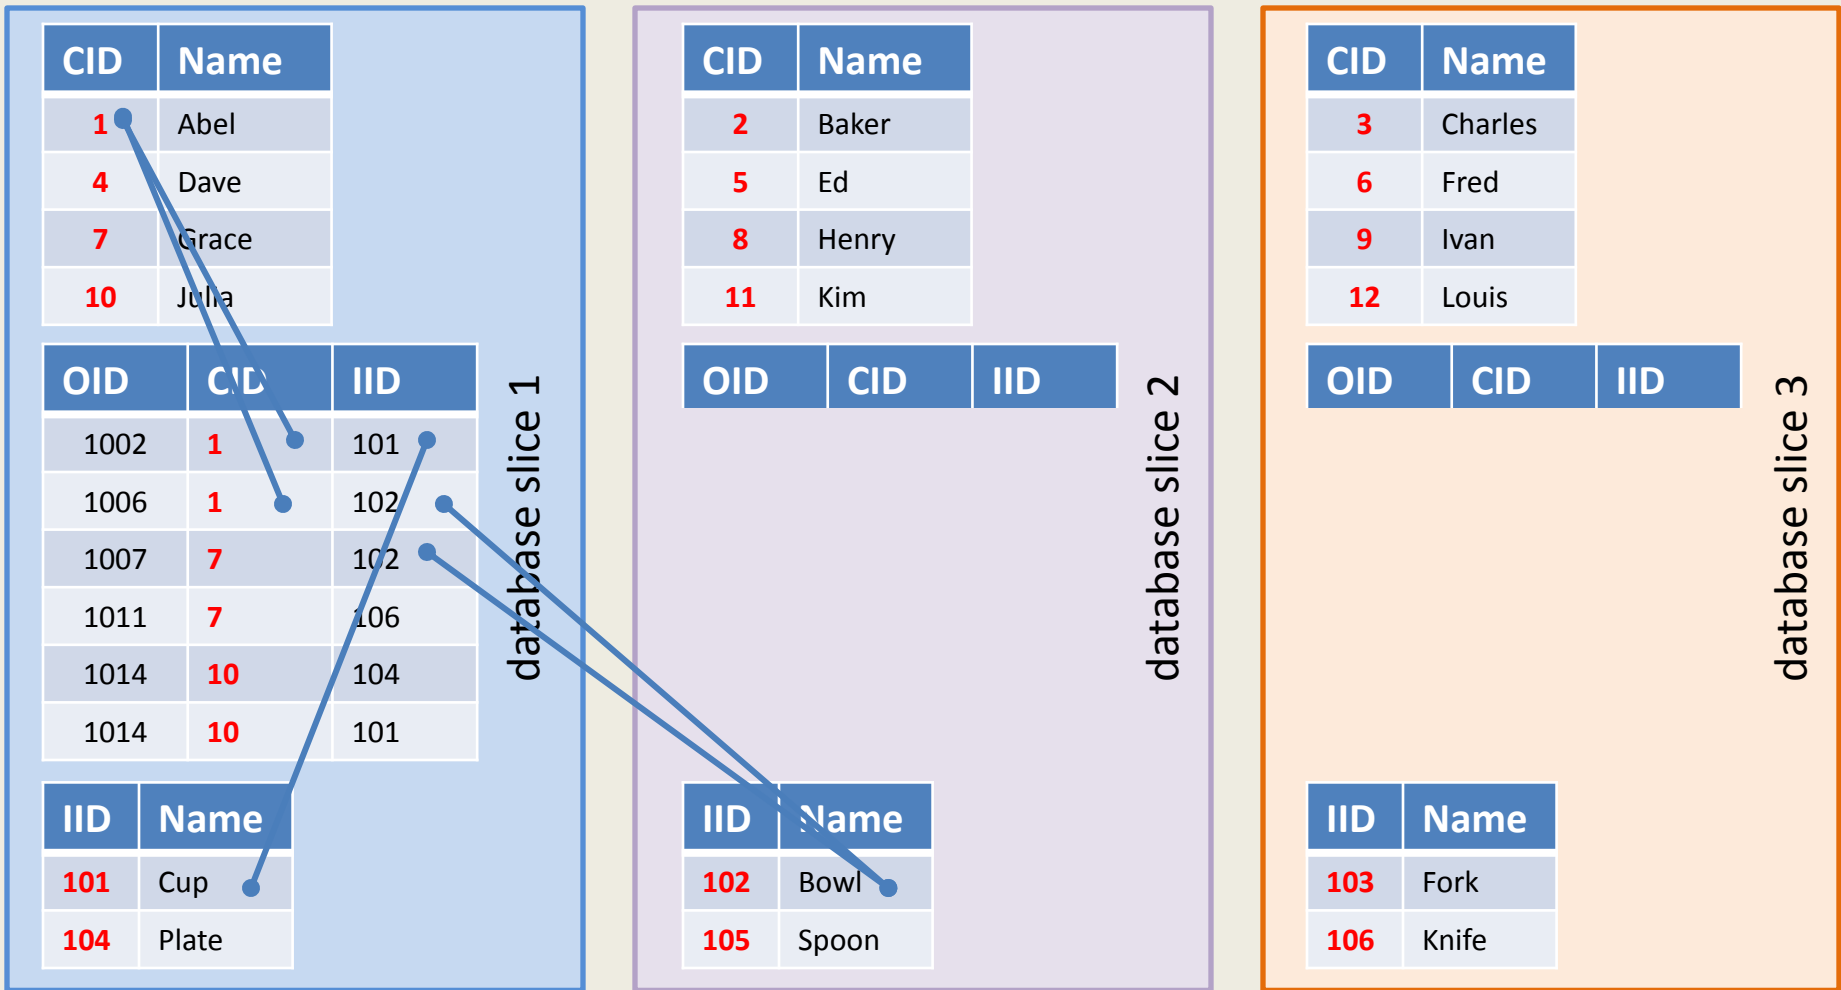 CID Name
1 Abel
4 Dave
7 Grace
10 Julia
OID CID IID
1002 1 101
1006 1 102
1007 7 102
1011 7 106
1014 10 104
1014 10 101
IID Name
101 Cup
104 Plate
database slice 1
CID Name
2 Baker
5 Ed
8 Henry
11 Kim
OID CID IID
IID Name
102 Bowl
105 Spoon
database slice 2
CID Name
3 Charles
6 Fred
9 Ivan
12 Louis
OID CID IID
IID Name
103 Fork
106 Knife
database slice 3